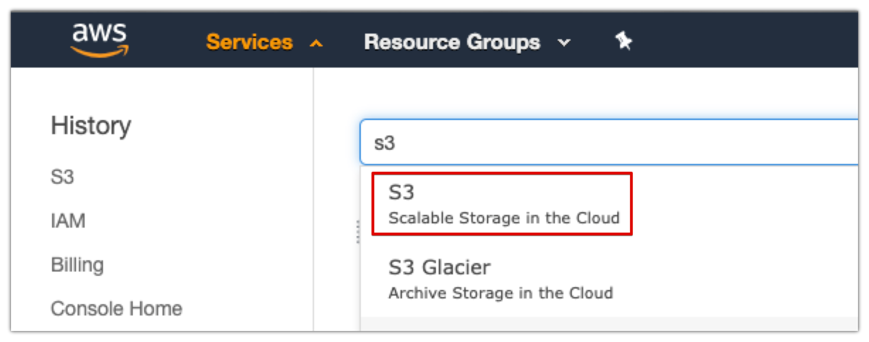 aws
Services
Resource Groups
History
S3
IAM
Billing
Console Home
s3
S3
Scalable Storage in the Cloud
S3 Glacier
Archive Storage in the Cloud